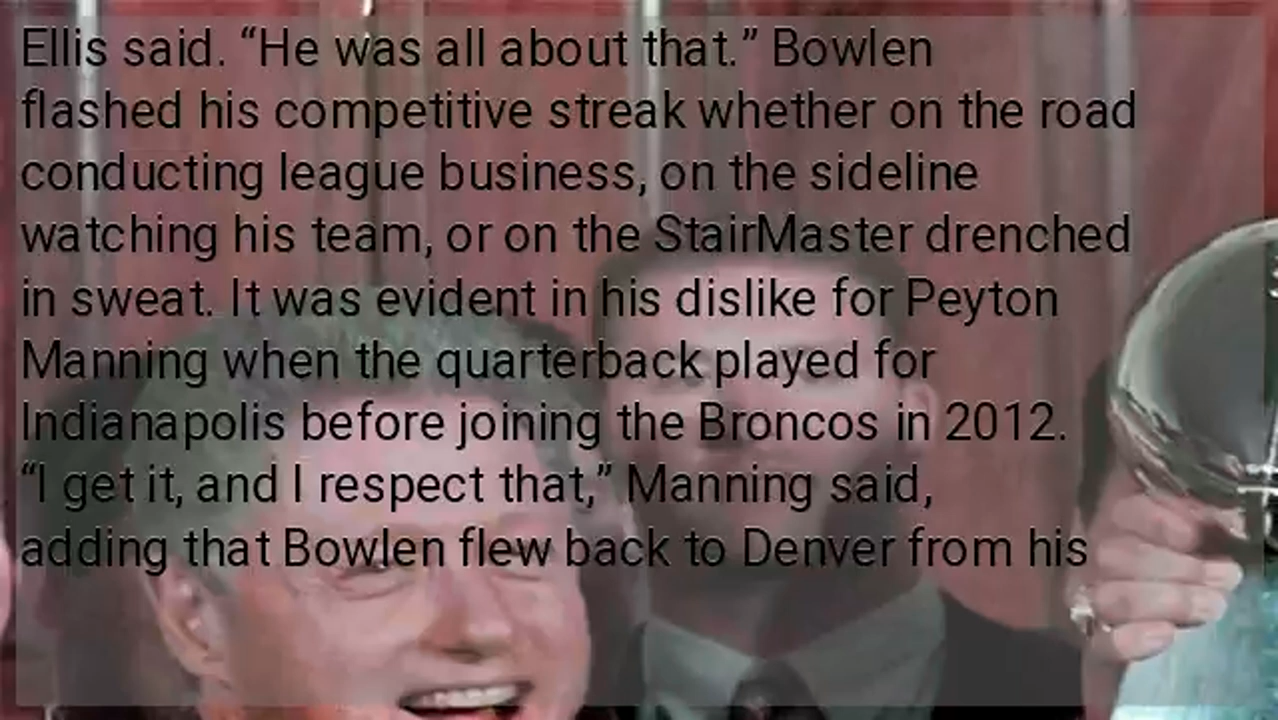 Ellis said. “He was all about that.” Bowlen
flashed his competitive streak whether on the road
conducting league business, on the sideline
watching his team, or on the StairMaster drenched
in sweat. It was evident in his dislike for Peyton
Manning when the quarterback played for
Indianapolis before joining the Broncos in 2012.
“I get it, and I respect that,” Manning said,
adding that Bowlen flew back to Denver from his